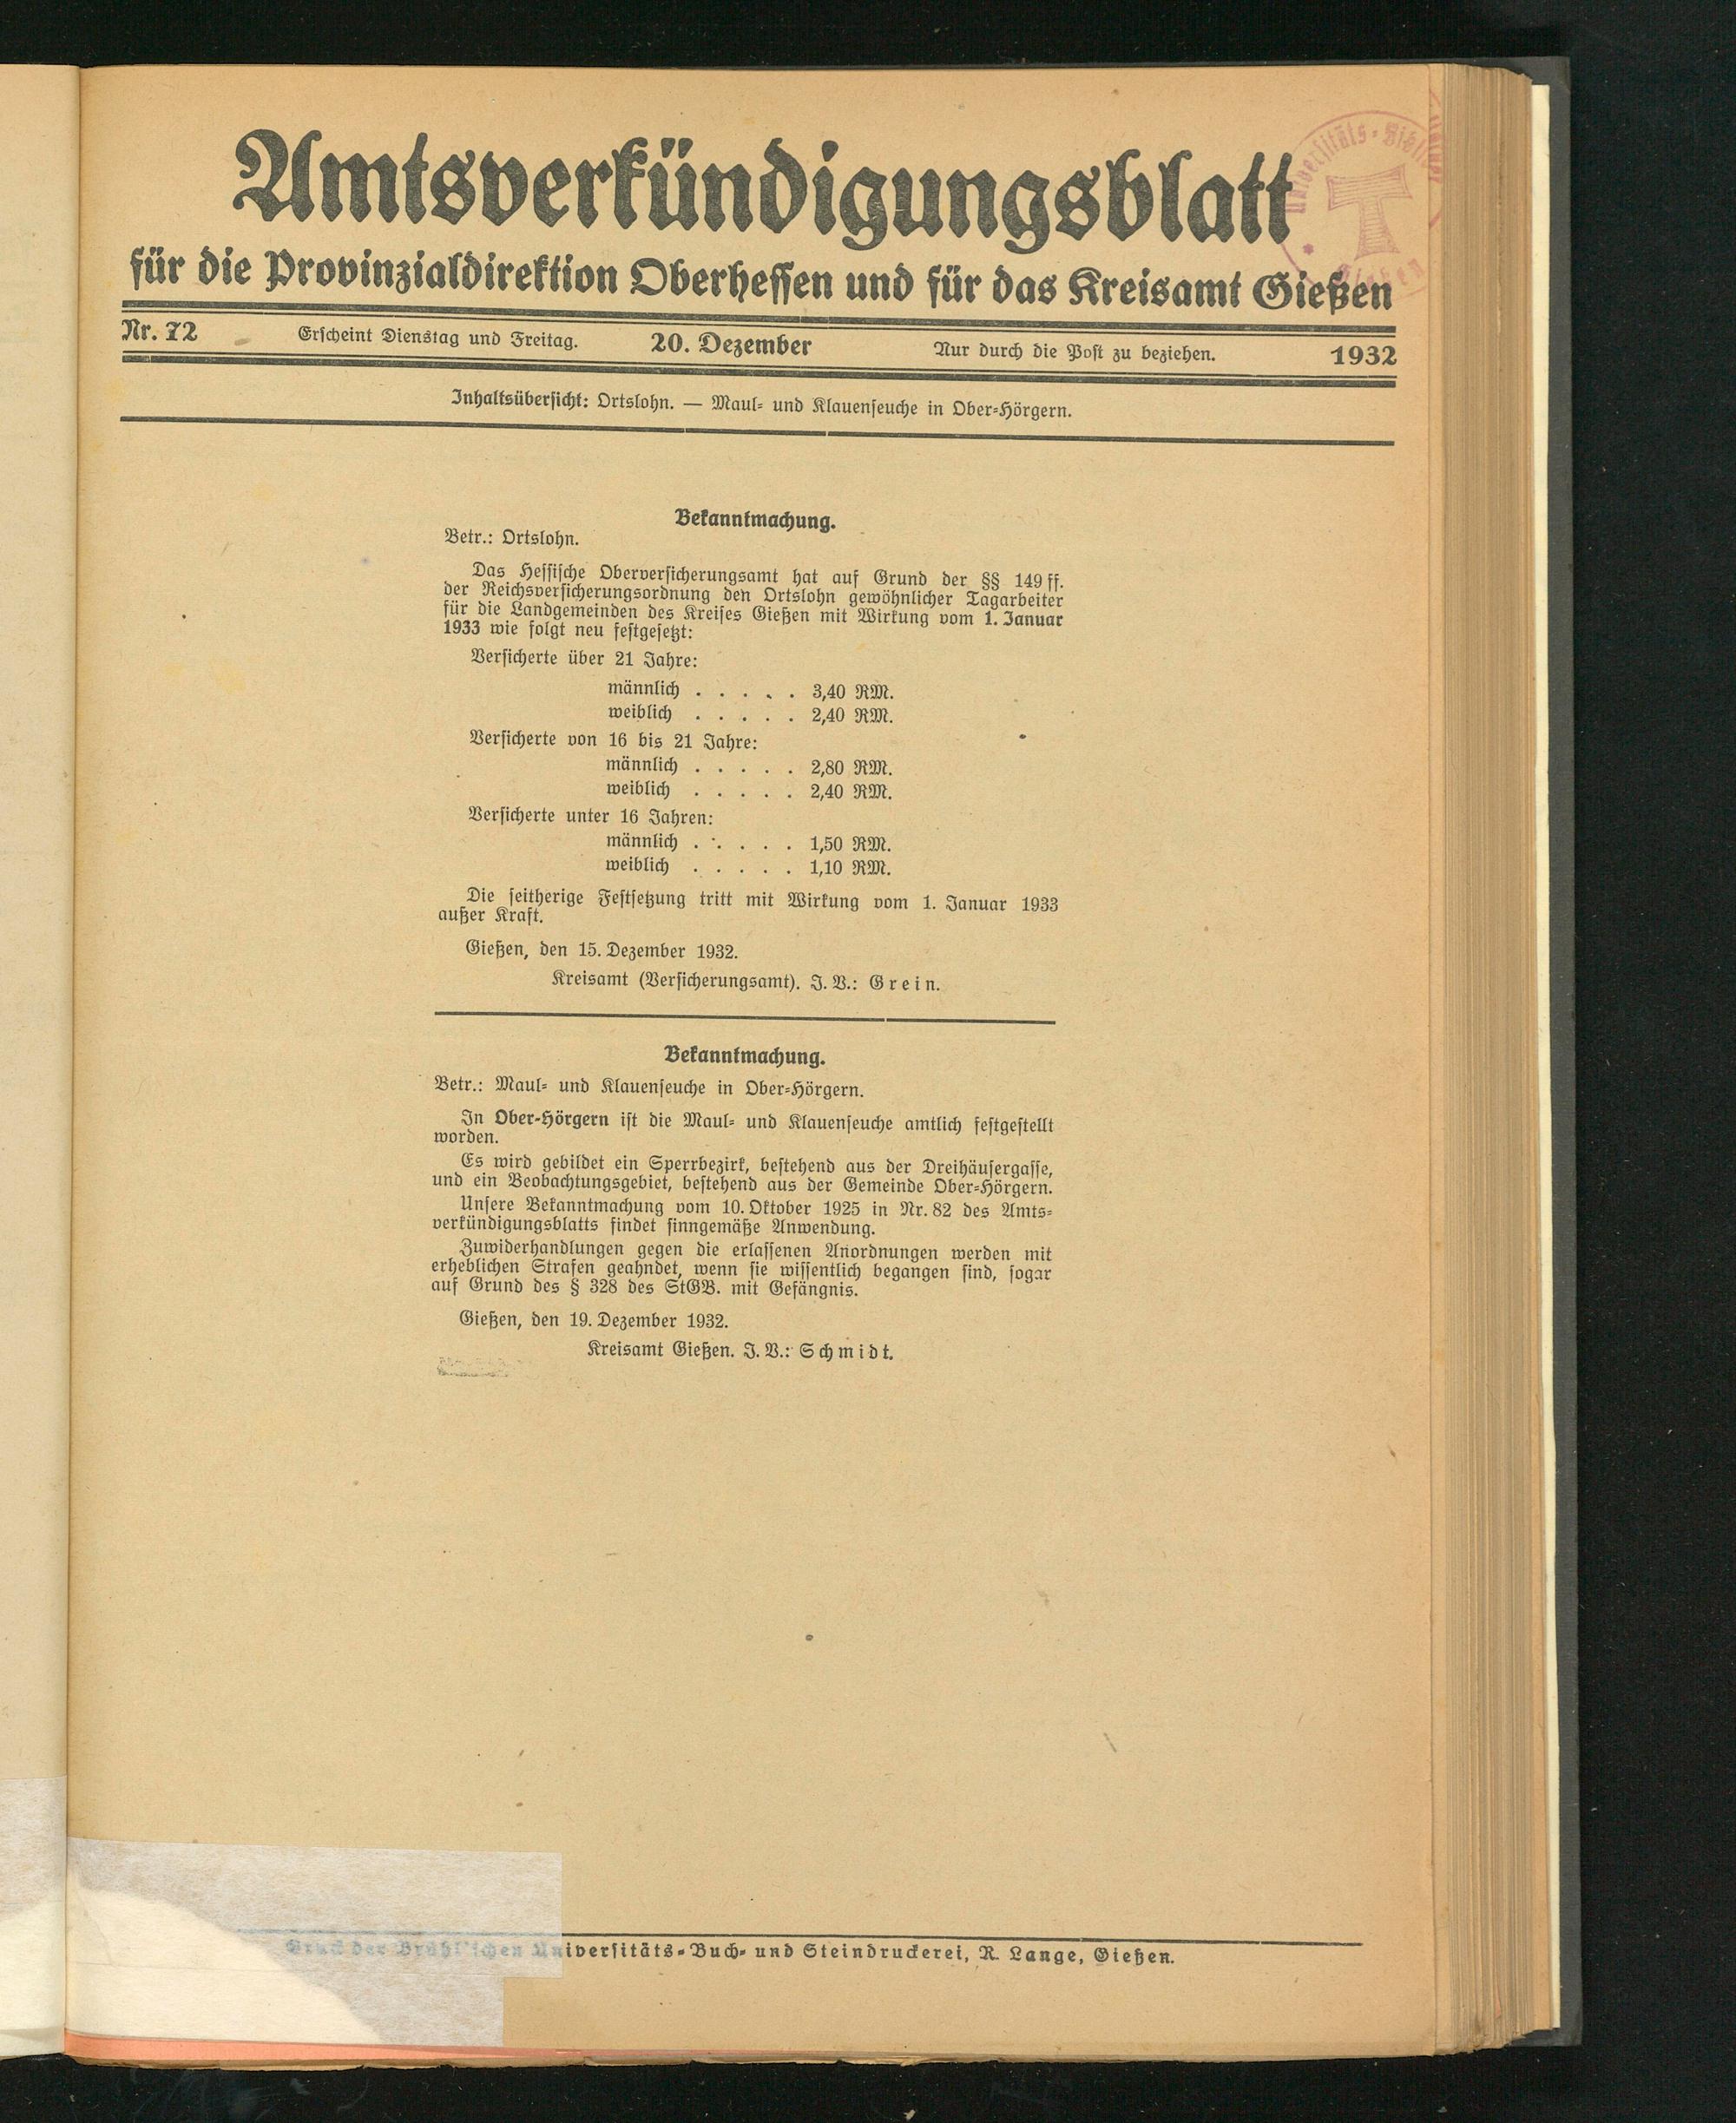 Amtsverkündigungsblatt
für die Provinzialdirektion Oberhessen und für das Kreisamt Gießen
Nr. 72 Erscheint Dienstag und Freitag. 20. Dezember Nur durch die Post zu beziehen. 1932
Inhaltsübersicht: Ortslohn. — Maul- und Klauenseuche in Ober-Hörgern.
Bekanntmachung.
Betr.: Ortslohn.
Das Hessische Oberversicherungsamt hat auf Grund der §§ 149 ff.
der Reichsversicherungsordnung den Ortslohn gewöhnlicher Tagarbeiter
für die Landgemeinden des Kreises Gießen mit Wirkung vom 1. Januar
1933 wie folgt neu festgesetzt:
Versicherte über 21 Jahre:
männlich . . . . . 3,40 RM.
weiblich . . . . . 2,40 RM.
Versicherte von 16 bis 21 Jahre:
männlich . . . . . 2,80 RM.
weiblich . . . . . 2,40 RM.
Versicherte unter 16 Jahren:
männlich . . . . . 1,50 RM.
weiblich . . . . . 1,10 RM.
Die seitherige Festsetzung tritt mit Wirkung vom 1. Januar 1933
außer Kraft.
Gießen, den 15. Dezember 1932.
Kreisamt (Versicherungsamt). I. V.: Grein.
Bekanntmachung.
Betr.: Maul- und Klauenseuche in Ober-Hörgern.
In Ober-Hörgern ist die Maul- und Klauenseuche amtlich festgestellt
worden.
Es wird gebildet ein Sperrbezirk, bestehend aus der Dreihäusergasse,
und ein Beobachtungsgebiet, bestehend aus der Gemeinde Ober-Hörgern.
Unsere Bekanntmachung vom 10. Oktober 1925 in Nr. 82 des Amts-
verkündigungsblatts findet sinngemäße Anwendung.
Zuwiderhandlungen gegen die erlassenen Anordnungen werden mit
erheblichen Strafen geahndet, wenn sie wissentlich begangen sind, sogar
auf Grund des § 328 des StGB. mit Gefängnis.
Gießen, den 19. Dezember 1932.
Kreisamt Gießen. I. V.: Schmidt.
Druck der Brühl'schen Universitäts-Buch- und Steindruckerei, R. Lange, Gießen.